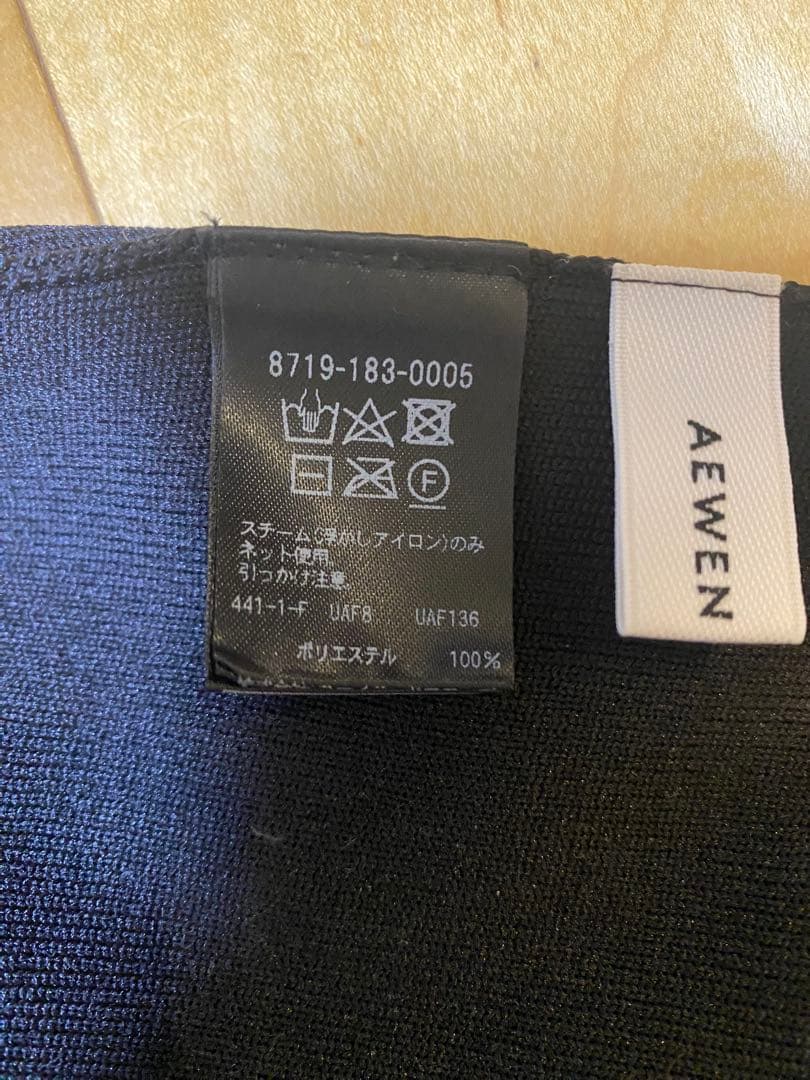 8719-183-0005
F
スチーム(浮かしアイロン)のみ
ネット使用
引っかけ注意
441-1-F UAF8 UAF136
ポリエステル 100%
AEWEN